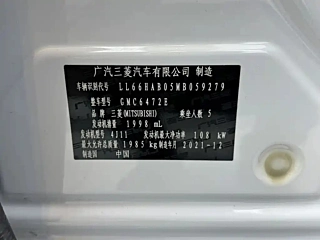 广汽三菱汽车有限公司 制造
车辆识别代号 LL66HAB05MB059279
整车型号 GMC6472E
品牌 三菱(MITSUBISHI) 乘坐人数 5
发动机排量 1998 mL
发动机型号 4J11 发动机最大净功率 108 kW
最大允许总质量 1985 kg 制造年月 2021-12
国 中国